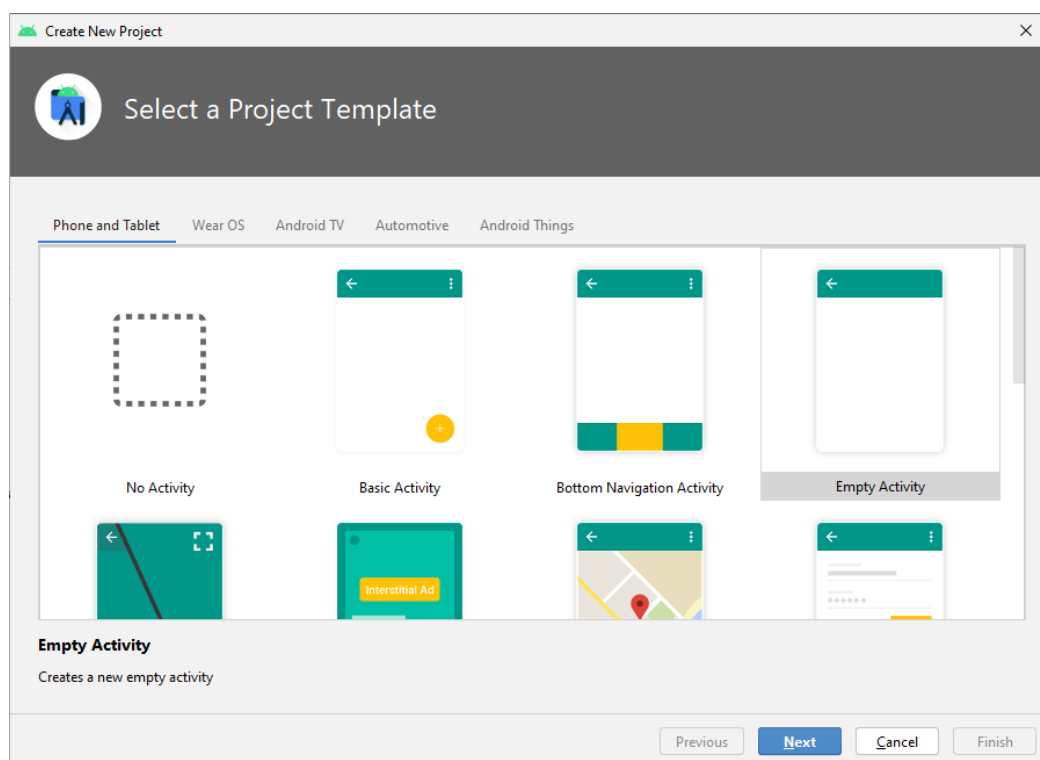 Create New Project
Select a Project Template
Phone and Tablet Wear OS Android TV Automotive Android Things
No Activity Basic Activity Bottom Navigation Activity Empty Activity
Interstitial Ad
Empty Activity
Creates a new empty activity
Previous Next Cancel Finish